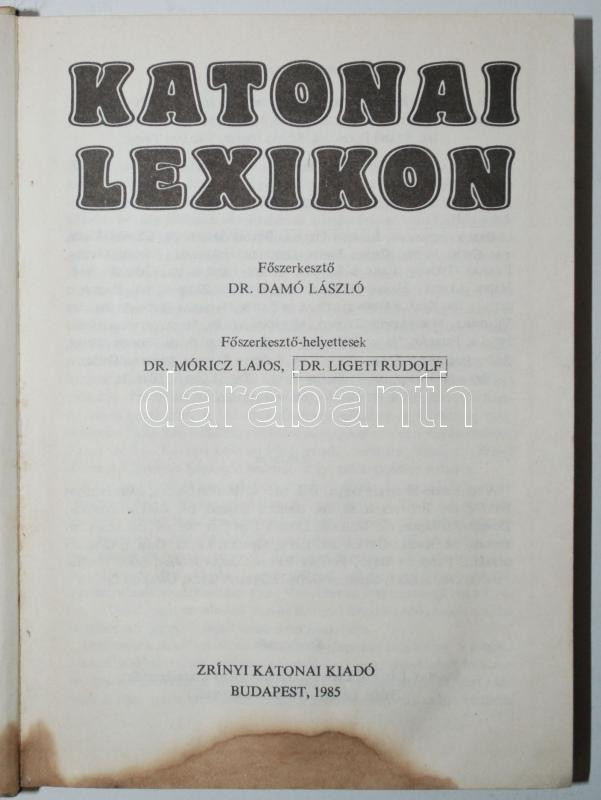 KATONAI
LEXIKON
Főszerkesztő
DR. DAMÓ LÁSZLÓ
Főszerkesztő-helyettesek
DR. MÓRICZ LAJOS, DR. LIGETI RUDOLF
darabanth
ZRÍNYI KATONAI KIADÓ
BUDAPEST, 1985